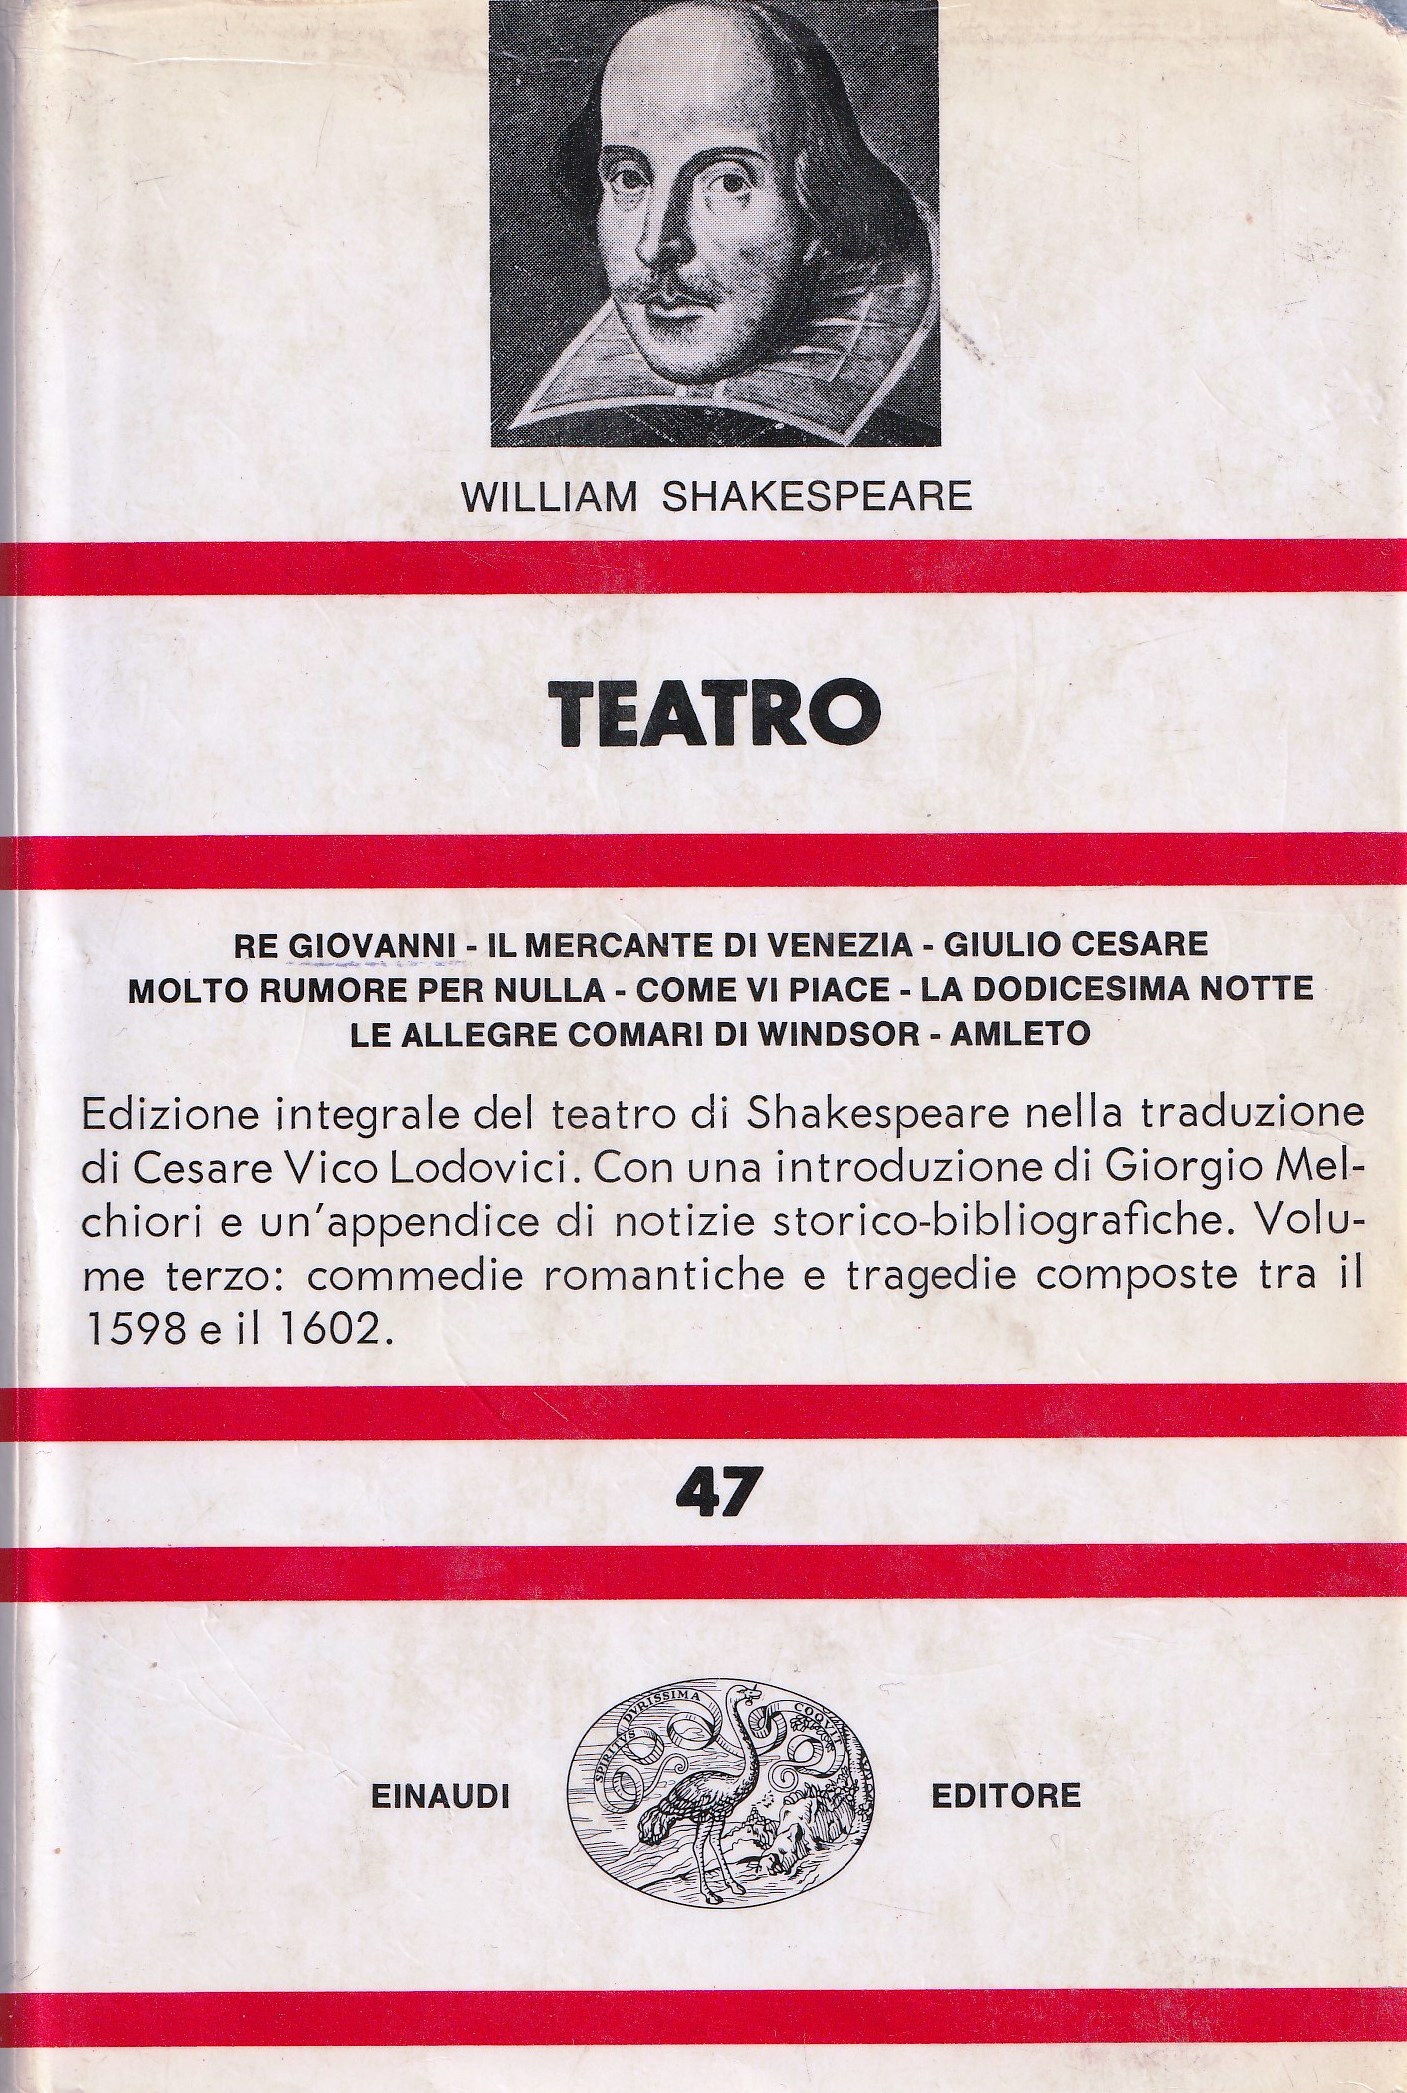 WILLIAM SHAKESPEARE
TEATRO
RE GIOVANNI - IL MERCANTE DI VENEZIA - GIULIO CESARE
MOLTO RUMORE PER NULLA - COME VI PIACE - LA DODICESIMA NOTTE
LE ALLEGRE COMARI DI WINDSOR - AMLETO
Edizione integrale del teatro di Shakespeare nella traduzione
di Cesare Vico Lodovici. Con una introduzione di Giorgio Mel-
chiori e un'appendice di notizie storico-bibliografiche. Volu-
me terzo: commedie romantiche e tragedie composte tra il
1598 e il 1602.
47
SPIRITVS DVRISSIMA COQVIT
EINAUDI EDITORE